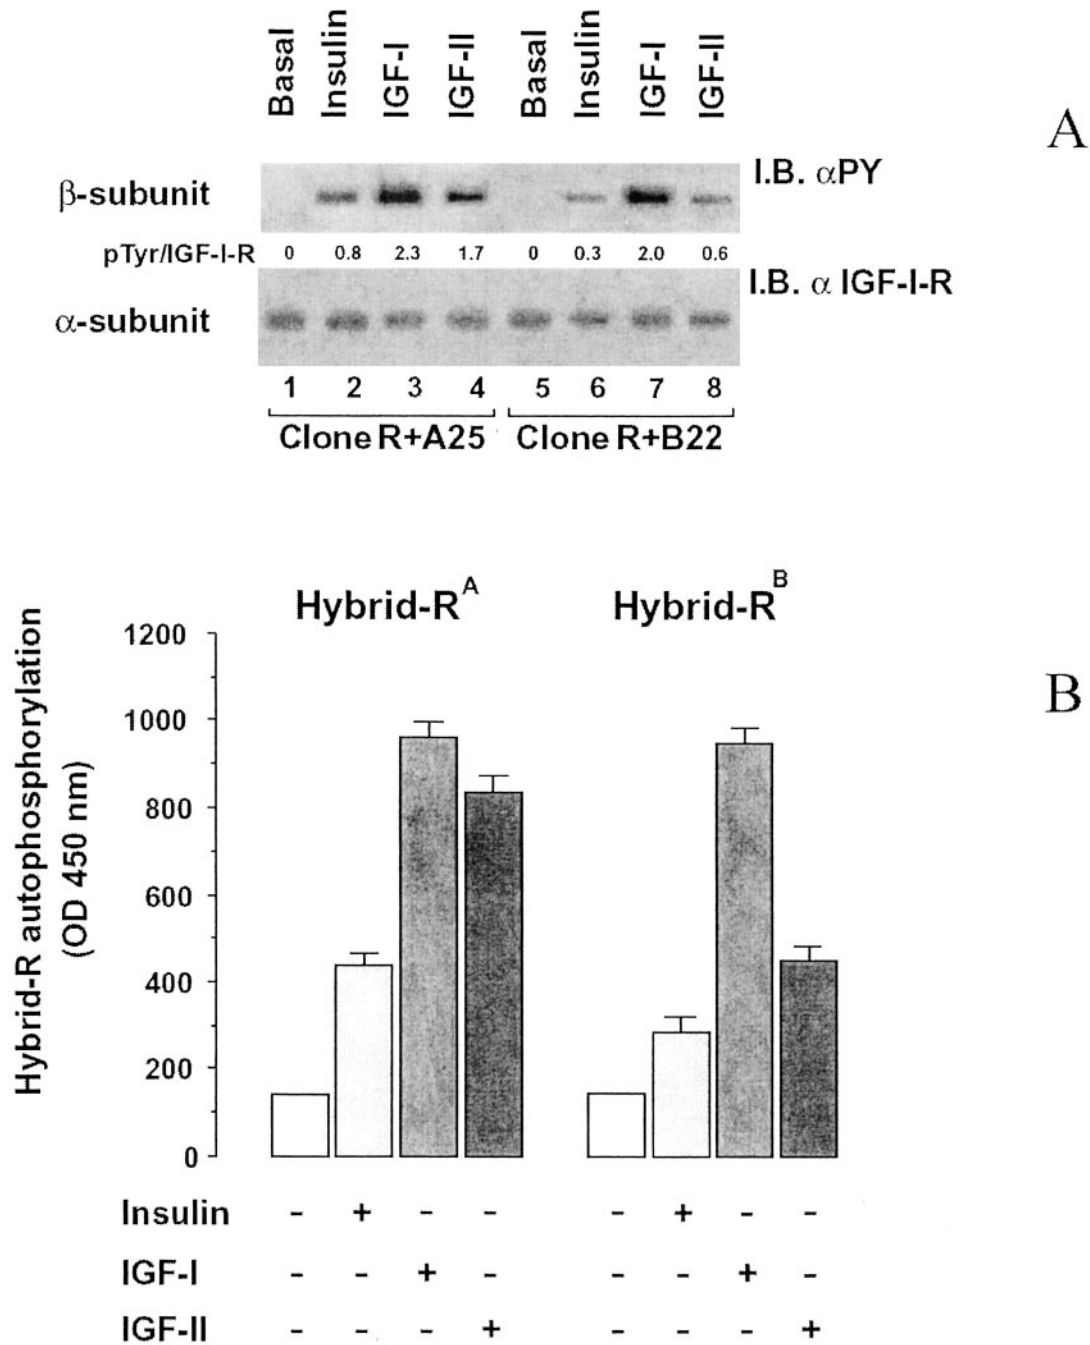 Basal Insulin IGF-I IGF-II Basal Insulin IGF-I IGF-II
A
β-subunit
I.B. αPY
pTyr/IGF-I-R 0 0.8 2.3 1.7 0 0.3 2.0 0.6
I.B. α IGF-I-R
α-subunit
1 2 3 4 5 6 7 8
Clone R+A25 Clone R+B22
B
Hybrid-R A Hybrid-R B
Hybrid-R autophosphorylation
(OD 450 nm)
1200
1000
800
600
400
200
0
Insulin - + - - - + - -
IGF-I - - + - - - + -
IGF-II - - - + - - - +